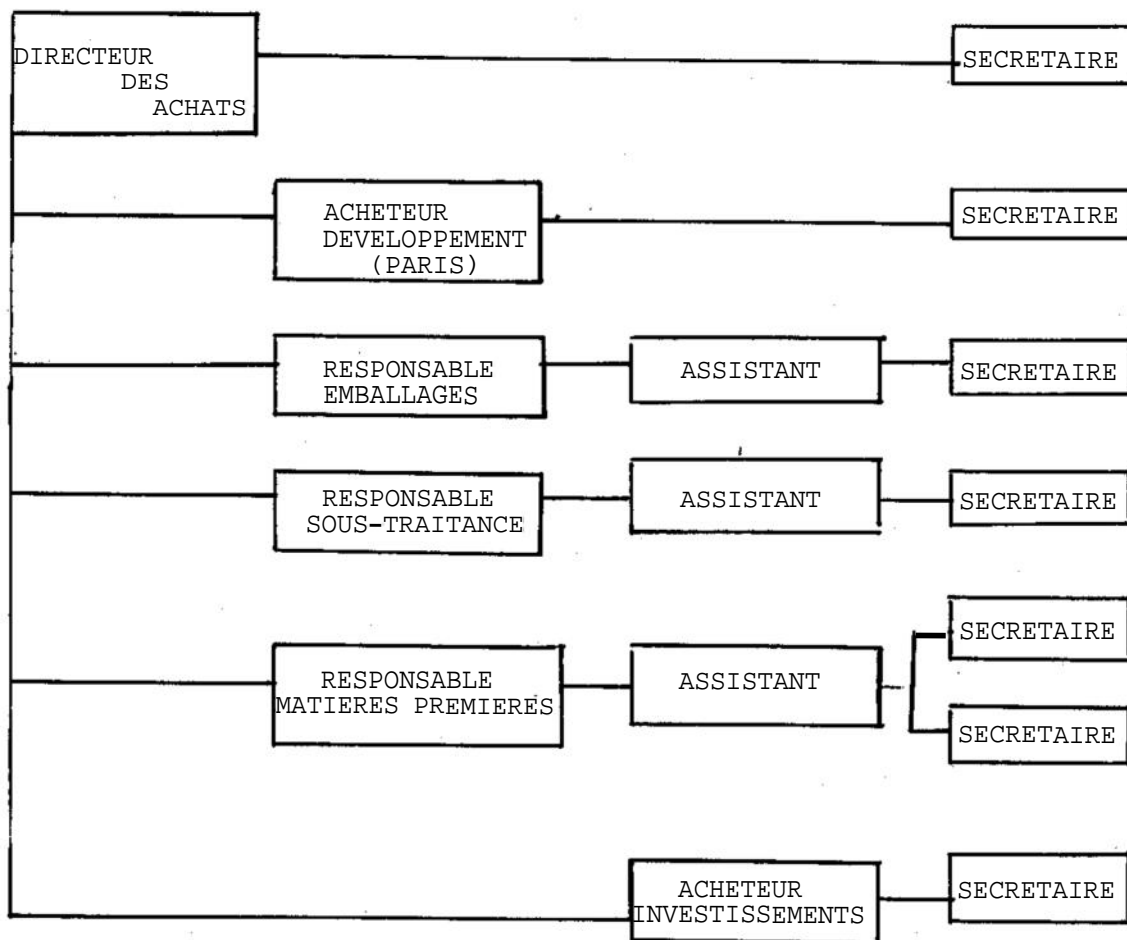 DIRECTEUR
DES
ACHATS
SECRETAIRE
ACHETEUR
DEVELOPPEMENT
(PARIS)
SECRETAIRE
RESPONSABLE
EMBALLAGES
ASSISTANT
SECRETAIRE
RESPONSABLE
SOUS-TRAITANCE
ASSISTANT
SECRETAIRE
RESPONSABLE
MATIERES PREMIERES
ASSISTANT
SECRETAIRE
SECRETAIRE
ACHETEUR
INVESTISSEMENTS
SECRETAIRE